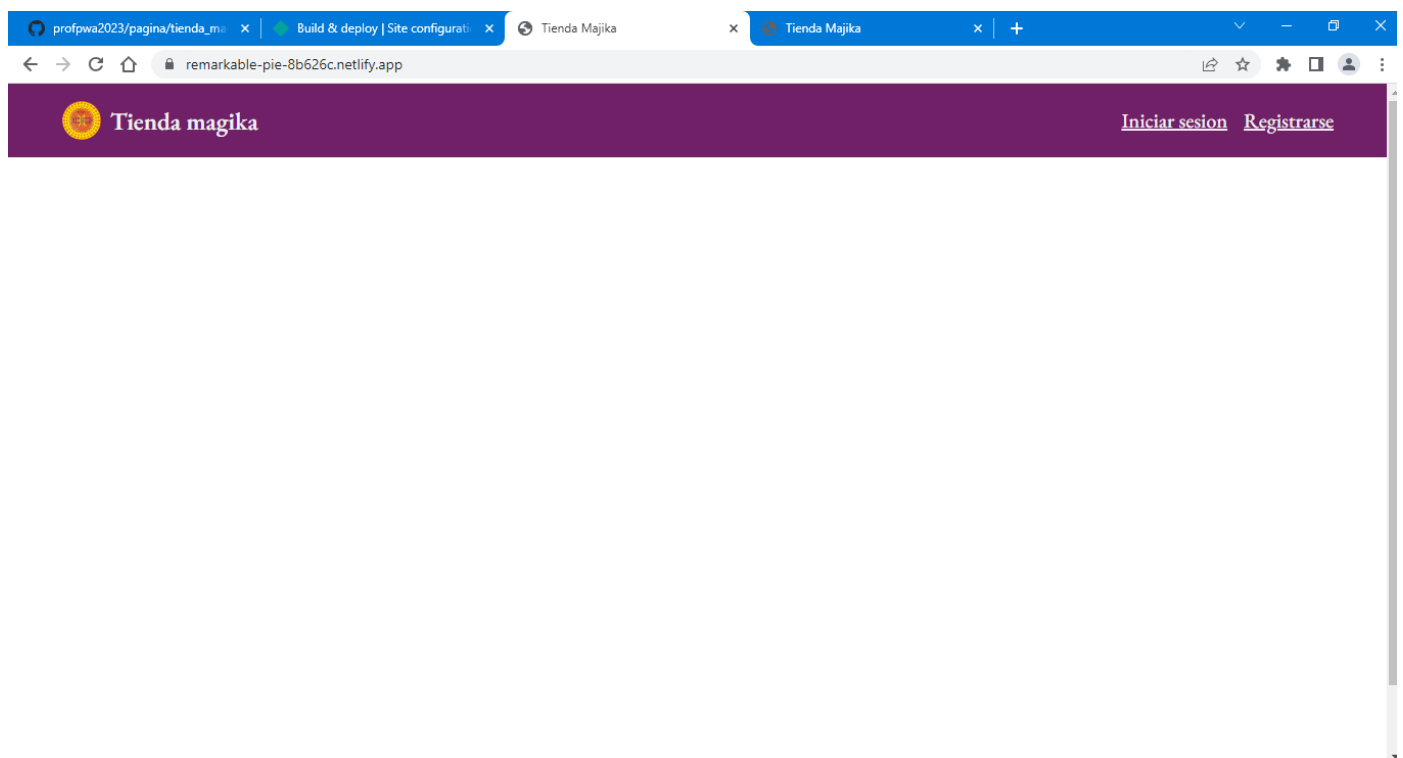 profpwa2023/pagina/tienda_ma
Build & deploy | Site configurati
Tienda Majika
Tienda Majika
remarkable-pie-8b626c.netlify.app
Tienda magika
Iniciar sesion Registrarse